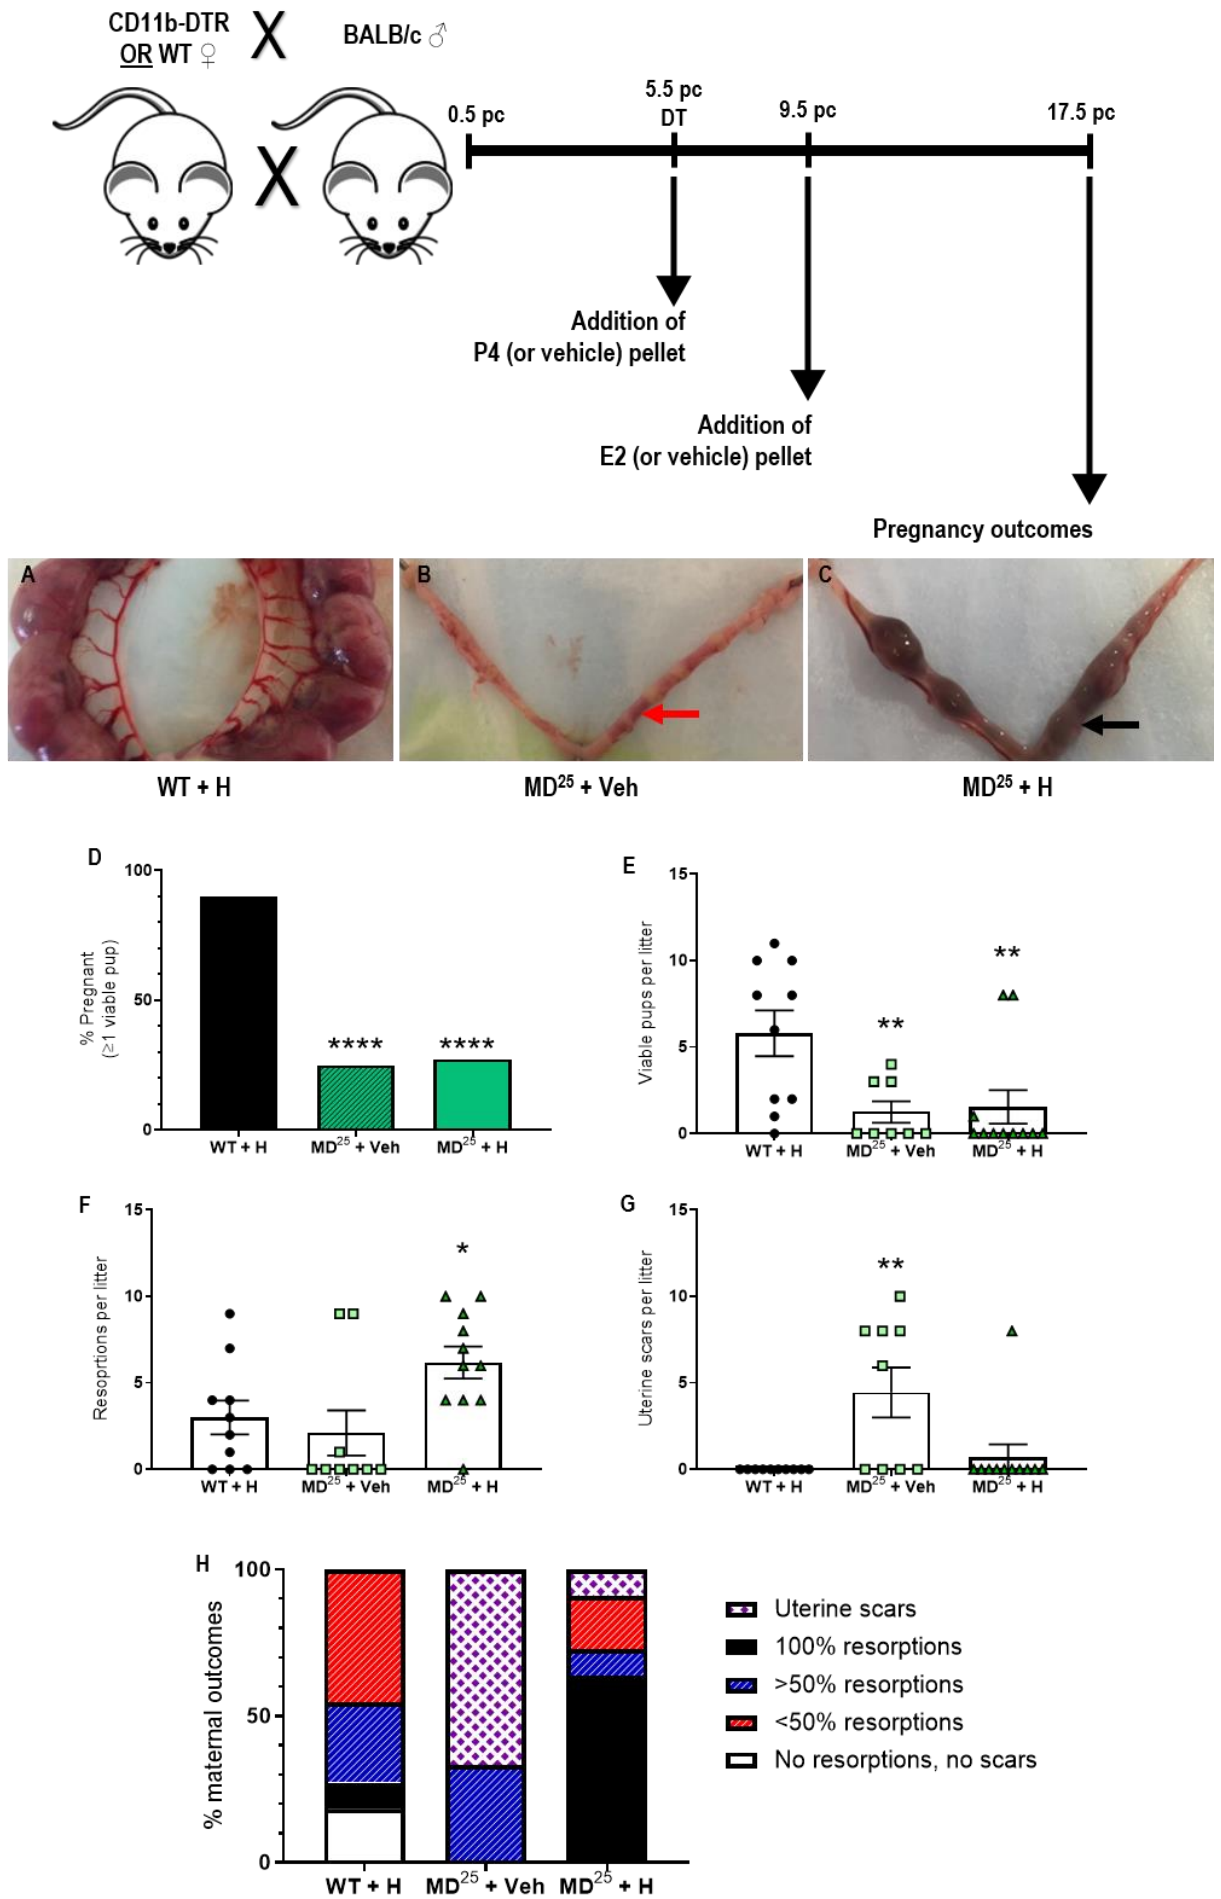 CD11b-DTR
OR WT ♀
X
BALB/c ♂
X
0.5 pc
5.5 pc
DT
9.5 pc
17.5 pc
Addition of
P4 (or vehicle) pellet
Addition of
E2 (or vehicle) pellet
Pregnancy outcomes
A
B
C
WT + H
MD²⁵ + Veh
MD²⁵ + H
D
% Pregnant
(≥1 viable pup)
100
50
0
****
****
WT + H
MD²⁵ + Veh
MD²⁵ + H
E
Viable pups per litter
15
10
5
0
**
**
WT + H
MD²⁵ + Veh
MD²⁵ + H
F
Resoprtions per litter
15
10
5
0
*
WT + H
MD²⁵ + Veh
MD²⁵ + H
G
Uterine scars per litter
15
10
5
0
**
WT + H
MD²⁵ + Veh
MD²⁵ + H
H
% maternal outcomes
100
50
0
WT + H
MD²⁵ + Veh
MD²⁵ + H
Uterine scars
100% resorptions
>50% resorptions
<50% resorptions
No resorptions, no scars